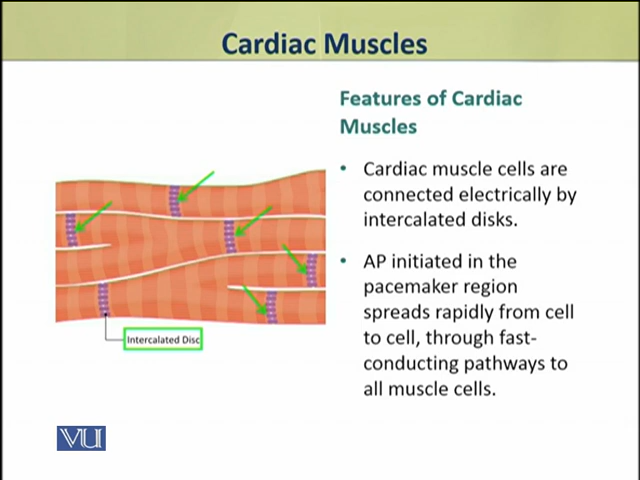 Cardiac Muscles
Features of Cardiac
Muscles
• Cardiac muscle cells are
connected electrically by
intercalated disks.
• AP initiated in the
pacemaker region
spreads rapidly from cell
to cell, through fast-
conducting pathways to
all muscle cells.
Intercalated Disc
VU